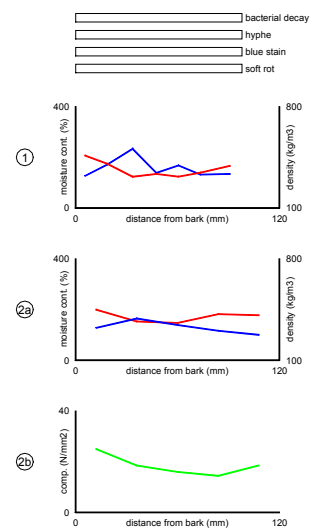 bacterial decay
hyphe
blue stain
soft rot
1
400
800
moisture cont. (%)
density (kg/m3)
0
100
0
distance from bark (mm)
120
2a
400
800
moisture cont. (%)
density (kg/m3)
0
100
0
distance from bark (mm)
120
2b
40
comp. (N/mm2)
0
0
distance from bark (mm)
120